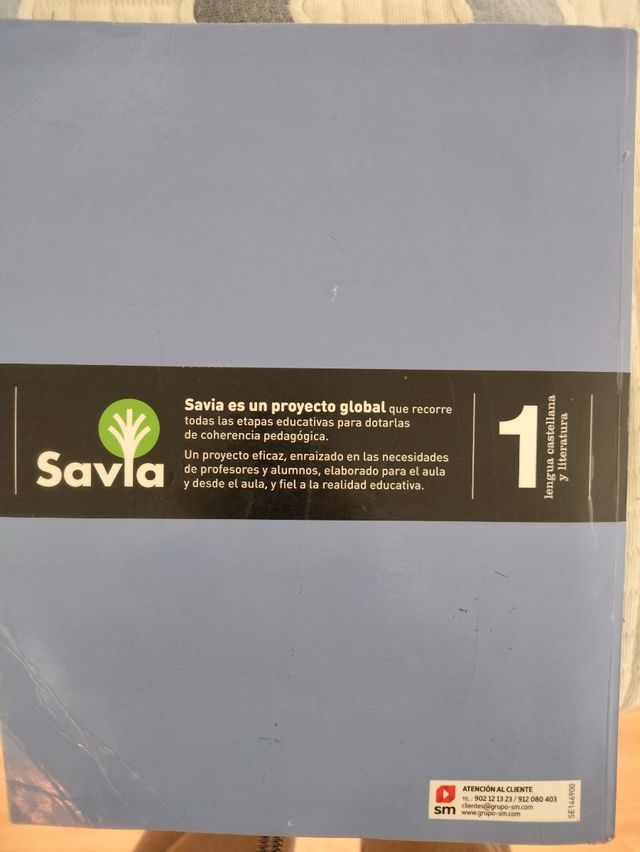 Savia
Savia es un proyecto global que recorre
todas las etapas educativas para dotarlas
de coherencia pedagógica.
Un proyecto eficaz, enraizado en las necesidades
de profesores y alumnos, elaborado para el aula
y desde el aula, y fiel a la realidad educativa.
1
lengua castellana
y literatura
sm
ATENCIÓN AL CLIENTE
TEL.: 902 12 13 23 / 912 080 403
clientes@grupo-sm.com
www.grupo-sm.com
SE146900